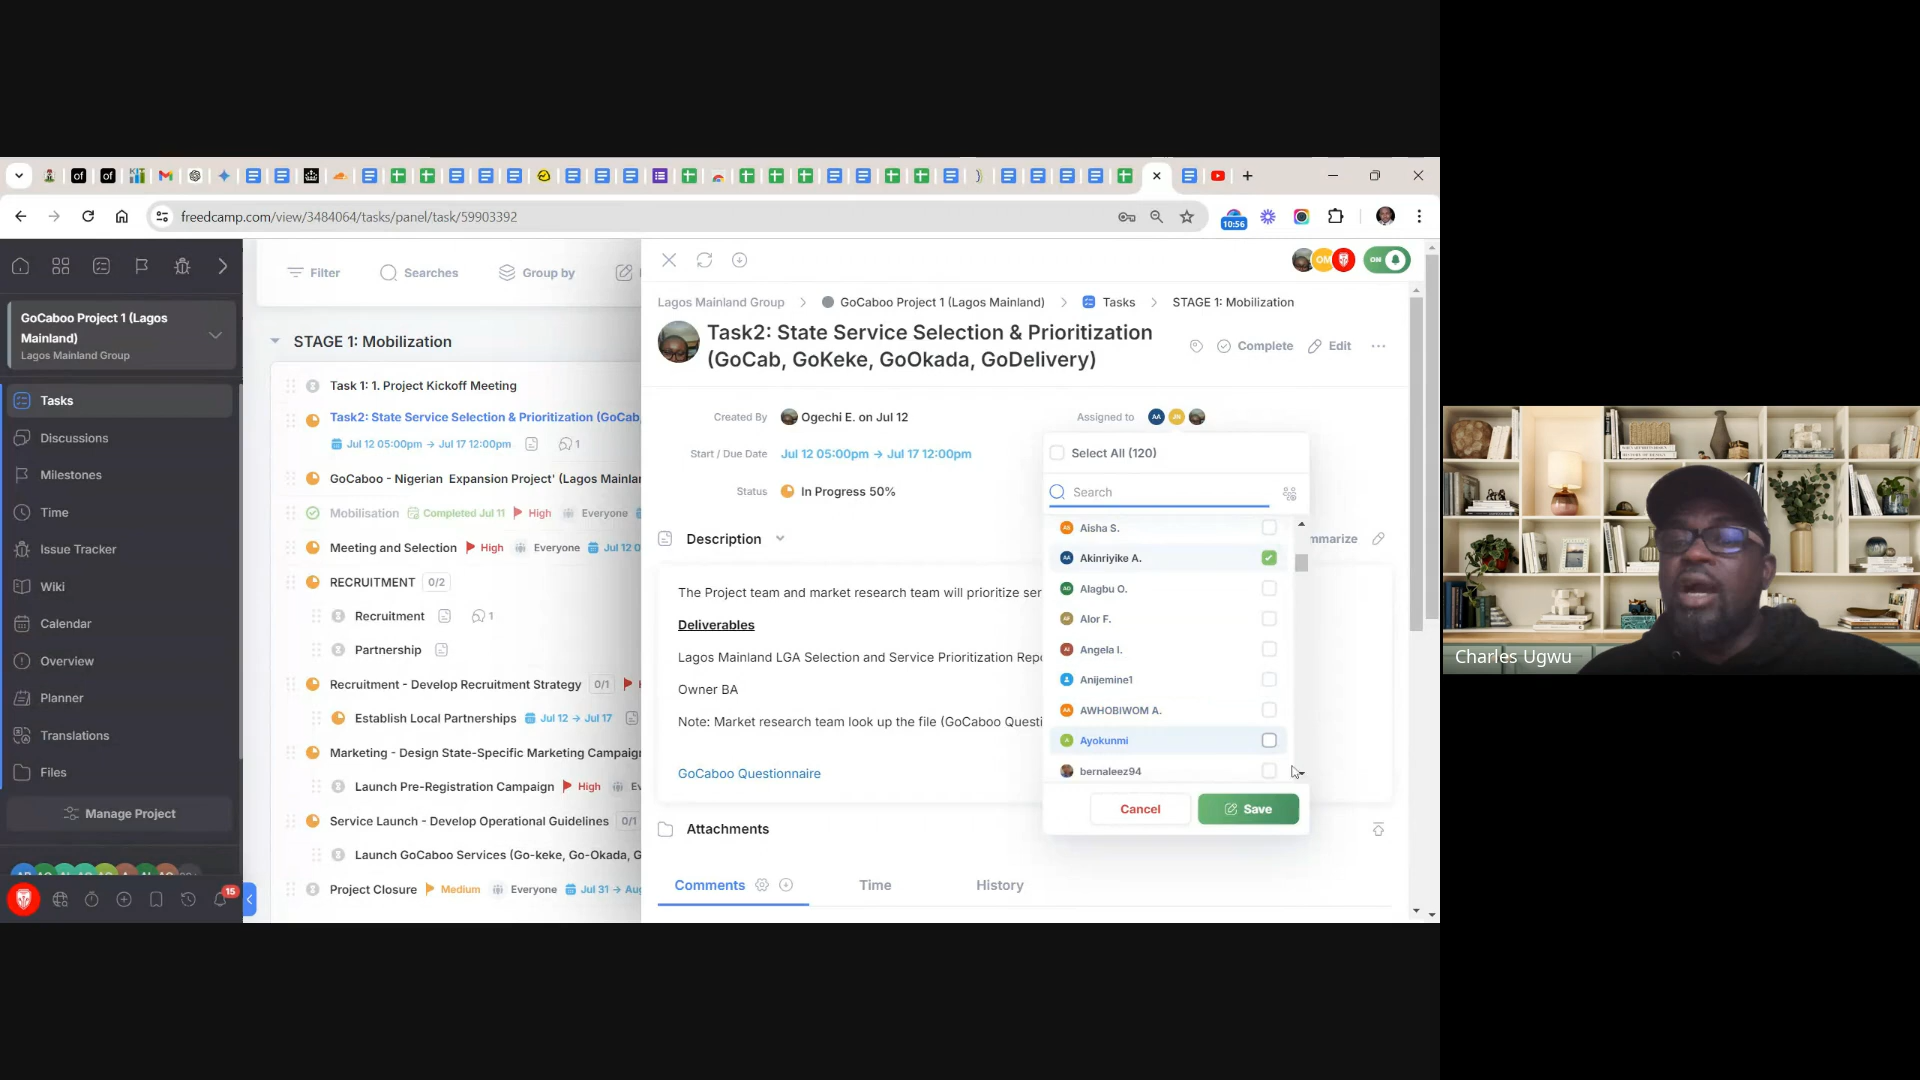 freedcamp.com/view/3484064/tasks/panel/task/59903392
10:56
GoCaboo Project 1 (Lagos
Mainland)
Lagos Mainland Group
Tasks
Discussions
Milestones
Time
Issue Tracker
Wiki
Calendar
Overview
Planner
Translations
Files
Manage Project
15
Filter
Searches
Group by
STAGE 1: Mobilization
Task 1: 1. Project Kickoff Meeting
Task2: State Service Selection & Prioritization (GoCab,
Jul 12 05:00pm → Jul 17 12:00pm 1
GoCaboo - Nigerian Expansion Project' (Lagos Mainlan
Mobilisation Completed Jul 11 High Everyone
Meeting and Selection High Everyone Jul 12 0
RECRUITMENT 0/2
Recruitment 1
Partnership
Recruitment - Develop Recruitment Strategy 0/1
Establish Local Partnerships Jul 12 → Jul 17
Marketing - Design State-Specific Marketing Campaign
Launch Pre-Registration Campaign High Ev
Service Launch - Develop Operational Guidelines 0/1
Launch GoCaboo Services (Go-keke, Go-Okada, G
Project Closure Medium Everyone Jul 31 → Aug
OM
ON
Lagos Mainland Group > GoCaboo Project 1 (Lagos Mainland) > Tasks > STAGE 1: Mobilization
Task2: State Service Selection & Prioritization
(GoCab, GoKeke, GoOkada, GoDelivery)
Complete
Edit
Created By Ogechi E. on Jul 12
Assigned to AA JN
Start / Due Date Jul 12 05:00pm → Jul 17 12:00pm
Status In Progress 50%
Description
mmarize
The Project team and market research team will prioritize ser
Deliverables
Lagos Mainland LGA Selection and Service Prioritization Repo
Owner BA
Note: Market research team look up the file (GoCaboo Questi
GoCaboo Questionnaire
Attachments
Comments
Time
History
Select All (120)
Search
Aisha S.
Akinriyike A.
Alagbu O.
Alor F.
Angela I.
Anijemine1
AWHOBIWOM A.
Ayokunmi
bernaleez94
Cancel
Save
Charles Ugwu